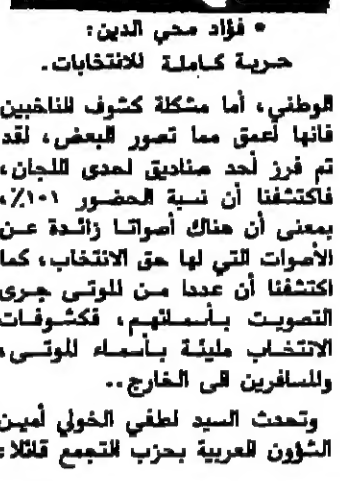 • فؤاد محي الدين:
حرية كاملة للانتخابات.
الوطني، أما مشكلة كشوف الناخبين
فانها أعمق مما تصور البعض، لقد
تم فرز أحد صناديق احدى اللجان،
فاكتشفنا أن نسبة الحضور ١٠١٪،
بمعنى أن هناك أصواتا زائدة عن
الأصوات التي لها حق الانتخاب، كما
اكتشفنا أن عددا من الموتى جرى
التصويت بأسمائهم، فكشوفات
الانتخاب مليئة بأسماء الموتى،
والمسافرين الى الخارج..
وتحدث السيد لطفي الخولي أمين
الشؤون العربية بحزب التجمع قائلا: